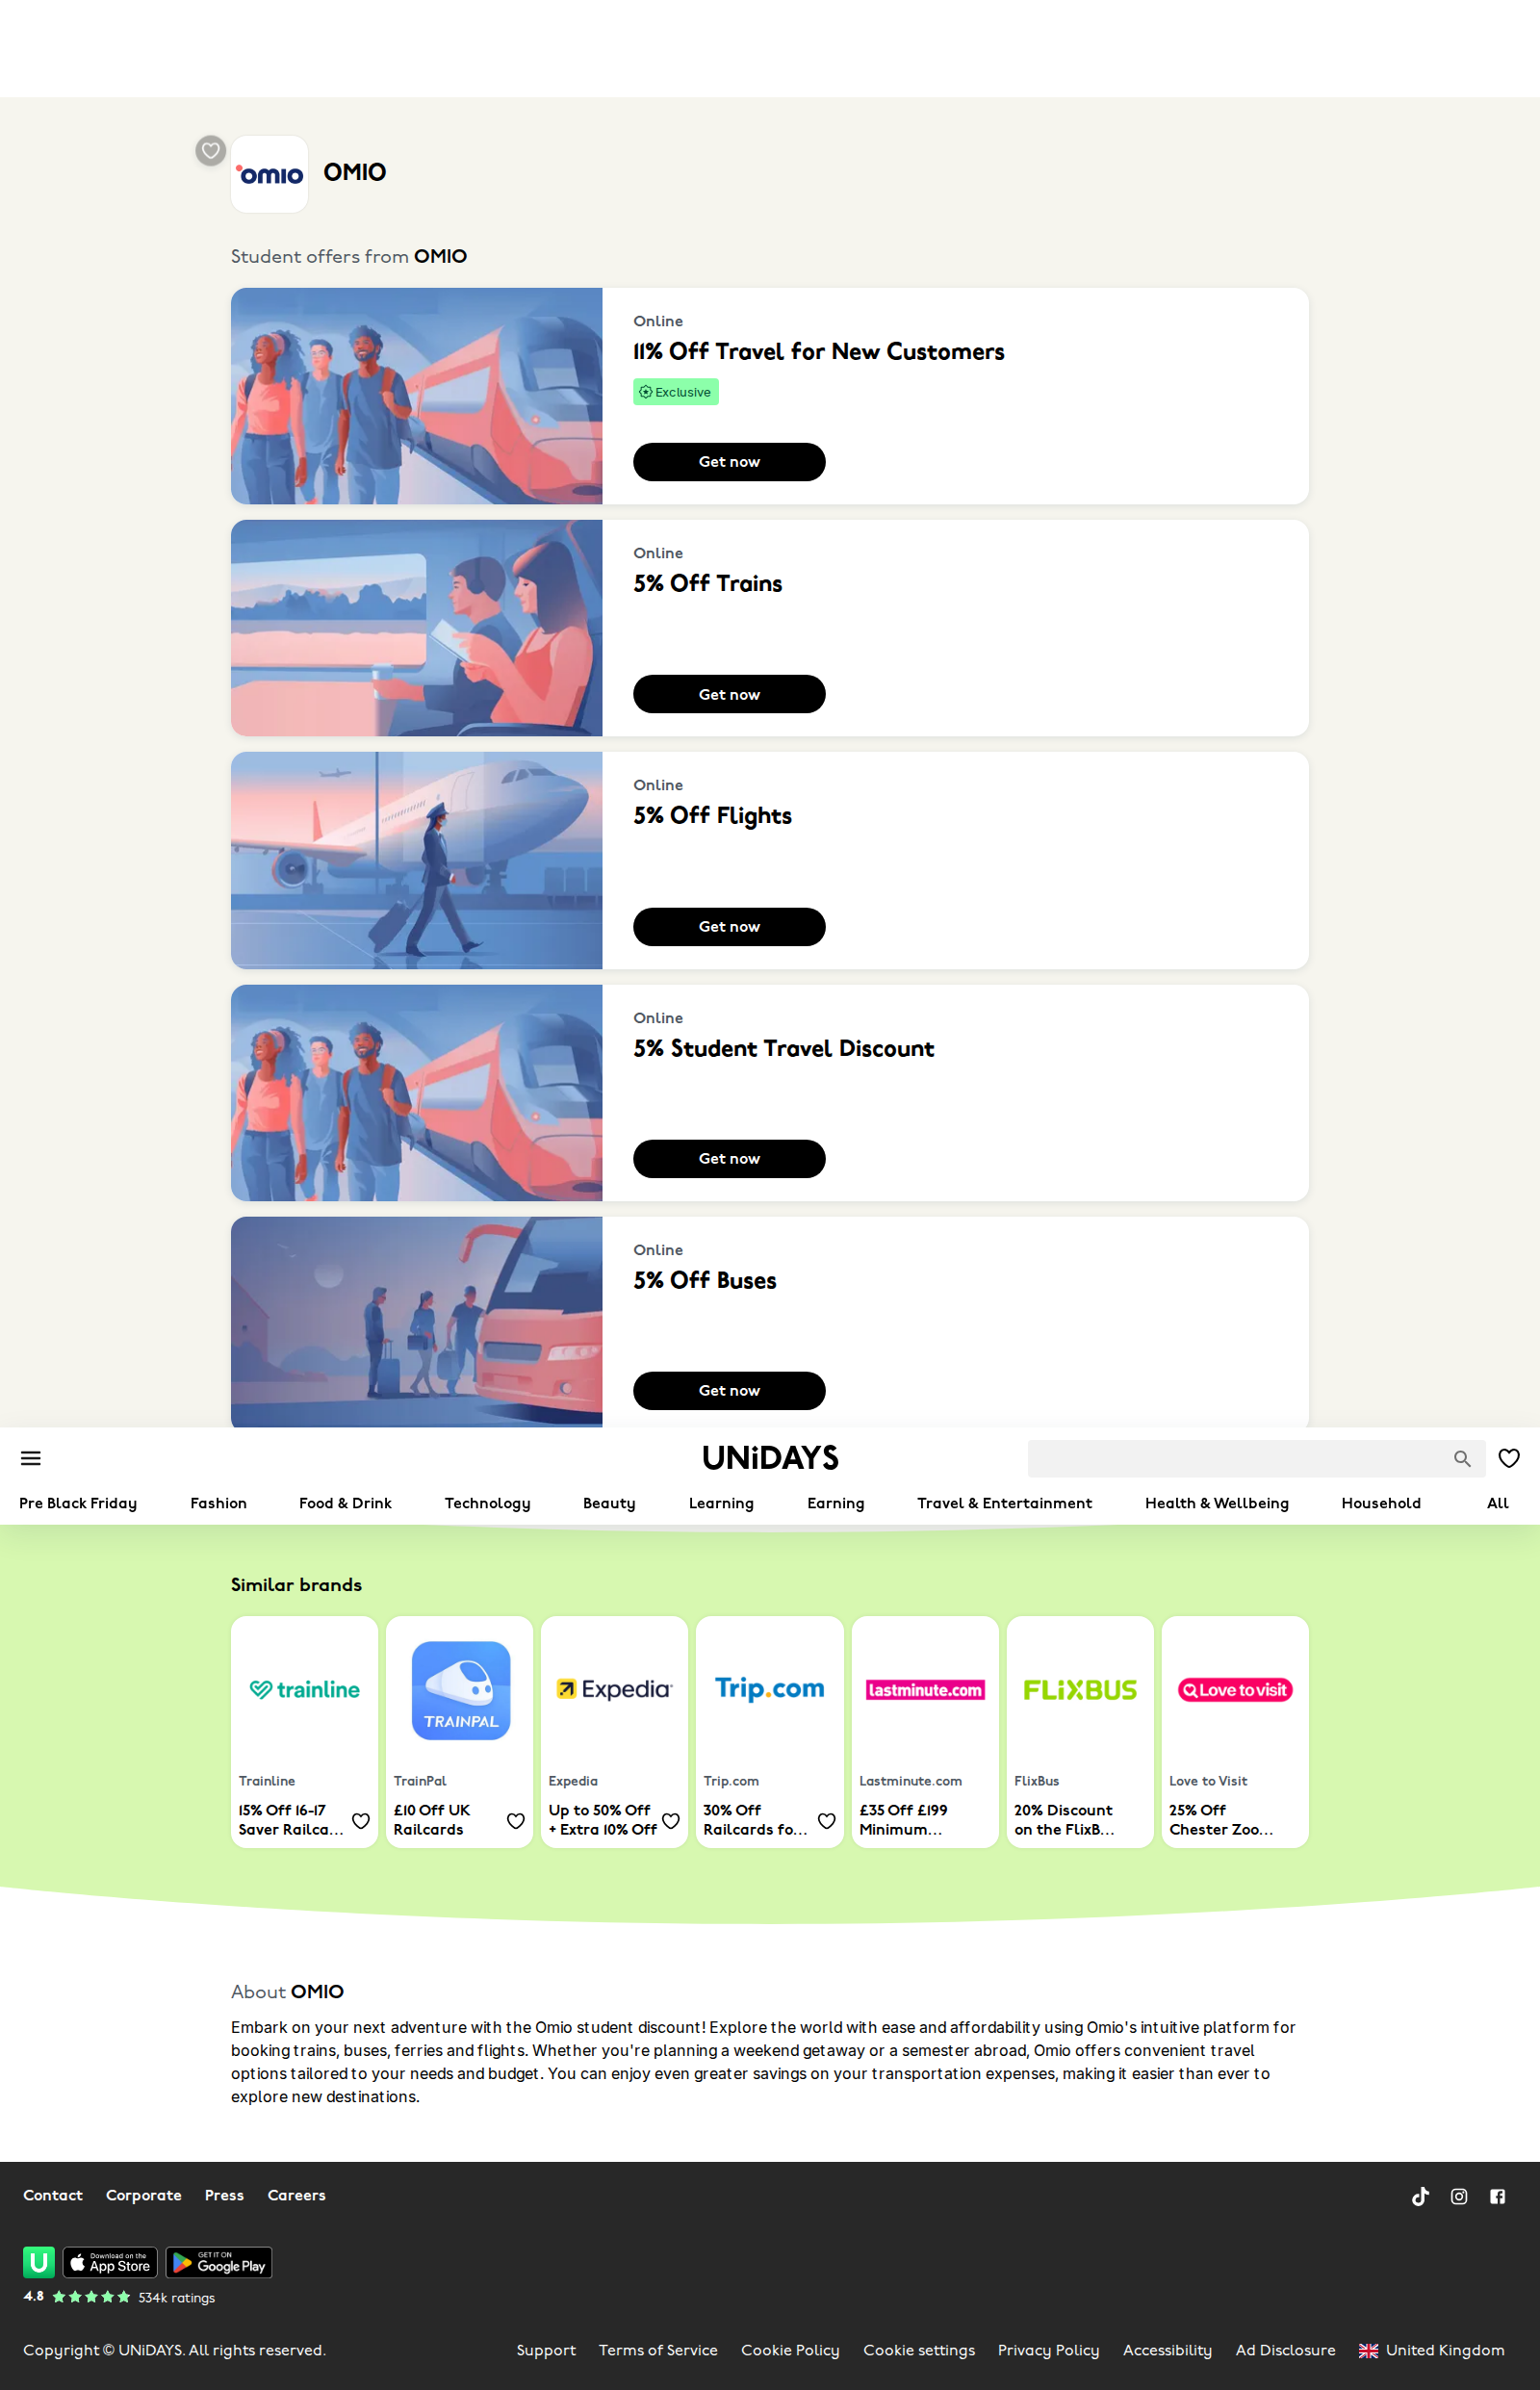 omio
OMIO
Student offers from OMIO
Online
11% Off Travel for New Customers
Exclusive
Get now
Online
5% Off Trains
Get now
Online
5% Off Flights
Get now
Online
5% Student Travel Discount
Get now
Online
5% Off Buses
Get now
UNiDAYS
Pre Black Friday Fashion Food & Drink Technology Beauty Learning Earning Travel & Entertainment Health & Wellbeing Household All
Similar brands
trainline
Trainline
15% Off 16-17
Saver Railca...
TRAINPAL
TrainPal
£10 Off UK
Railcards
Expedia
Expedia
Up to 50% Off
+ Extra 10% Off
Trip.com
Trip.com
30% Off
Railcards fo...
lastminute.com
Lastminute.com
£35 Off £199
Minimum...
FLiXBUS
FlixBus
20% Discount
on the FlixB...
Love to visit
Love to Visit
25% Off
Chester Zoo...
About OMIO
Embark on your next adventure with the Omio student discount! Explore the world with ease and affordability using Omio's intuitive platform for
booking trains, buses, ferries and flights. Whether you're planning a weekend getaway or a semester abroad, Omio offers convenient travel
options tailored to your needs and budget. You can enjoy even greater savings on your transportation expenses, making it easier than ever to
explore new destinations.
Contact Corporate Press Careers
U
Download on the
App Store
GET IT ON
Google Play
4.8 534k ratings
Copyright © UNiDAYS. All rights reserved. Support Terms of Service Cookie Policy Cookie settings Privacy Policy Accessibility Ad Disclosure United Kingdom